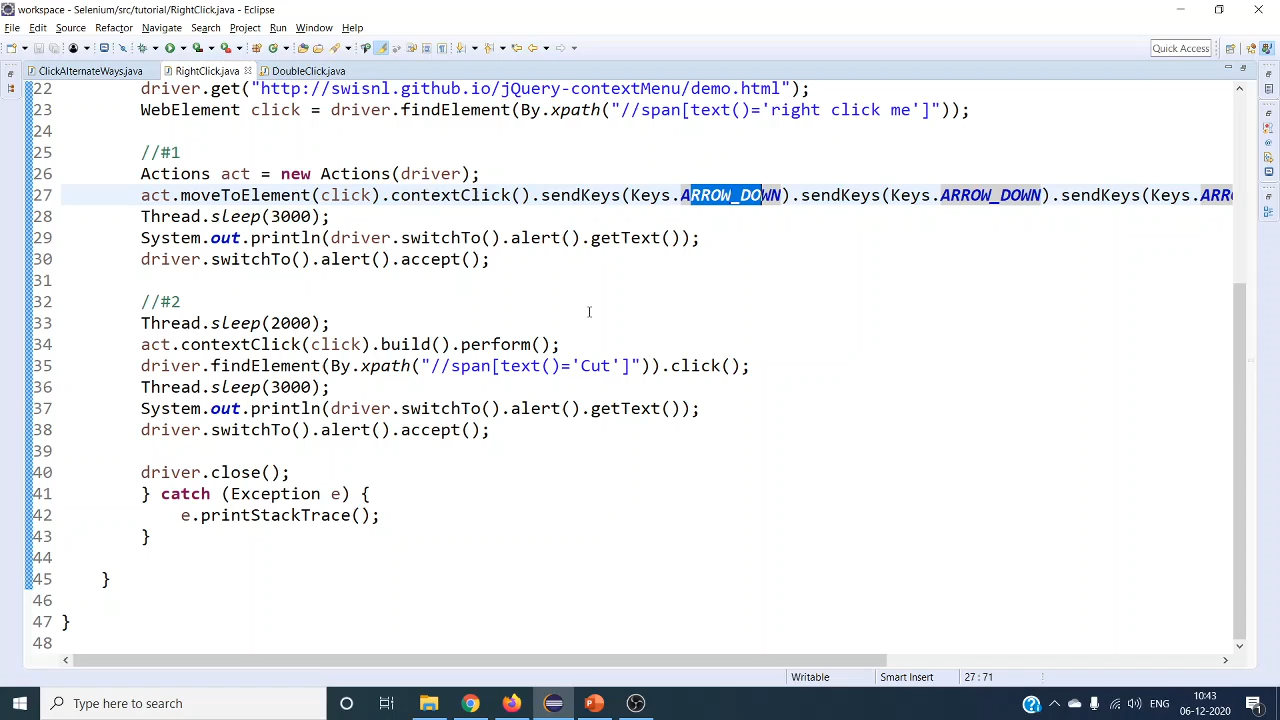 workspace - Selenium/src/tutorial/RightClick.java - Eclipse
File Edit Source Refactor Navigate Search Project Run Window Help
Quick Access
ClickAlternateWays.java RightClick.java DoubleClick.java
22 driver.get("http://swisnl.github.io/jQuery-contextMenu/demo.html");
23 WebElement click = driver.findElement(By.xpath("//span[text()='right click me']"));
24
25 //#1
26 Actions act = new Actions(driver);
27 act.moveToElement(click).contextClick().sendKeys(Keys.ARROW_DOWN).sendKeys(Keys.ARROW_DOWN).sendKeys(Keys.ARR
28 Thread.sleep(3000);
29 System.out.println(driver.switchTo().alert().getText());
30 driver.switchTo().alert().accept();
31
32 //#2
33 Thread.sleep(2000);
34 act.contextClick(click).build().perform();
35 driver.findElement(By.xpath("//span[text()='Cut']")).click();
36 Thread.sleep(3000);
37 System.out.println(driver.switchTo().alert().getText());
38 driver.switchTo().alert().accept();
39
40 driver.close();
41 } catch (Exception e) {
42 e.printStackTrace();
43 }
44
45 }
46
47 }
48
Writable Smart Insert 27 : 71
Type here to search
ENG
10:43
06-12-2020